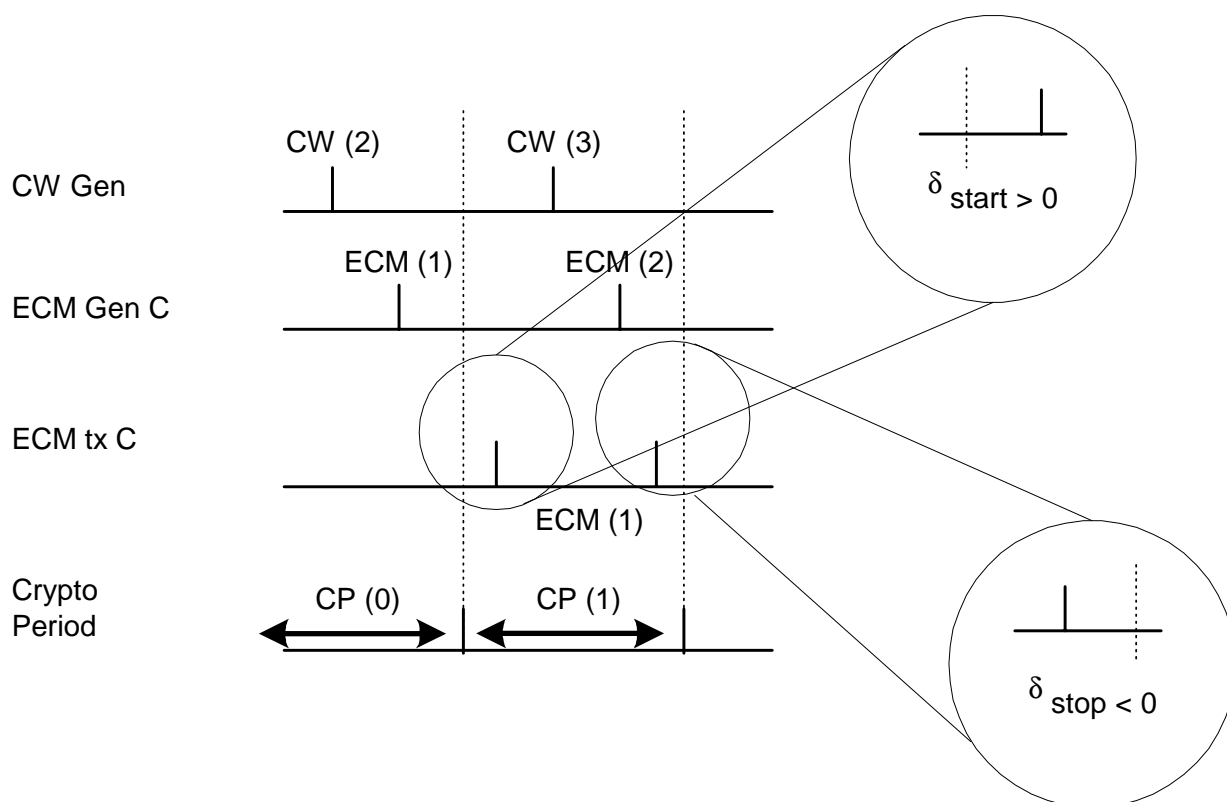 CW (2)
CW (3)
CW Gen
δ start > 0
ECM (1)
ECM (2)
ECM Gen C
ECM tx C
ECM (1)
Crypto
Period
CP (0)
CP (1)
δ stop < 0